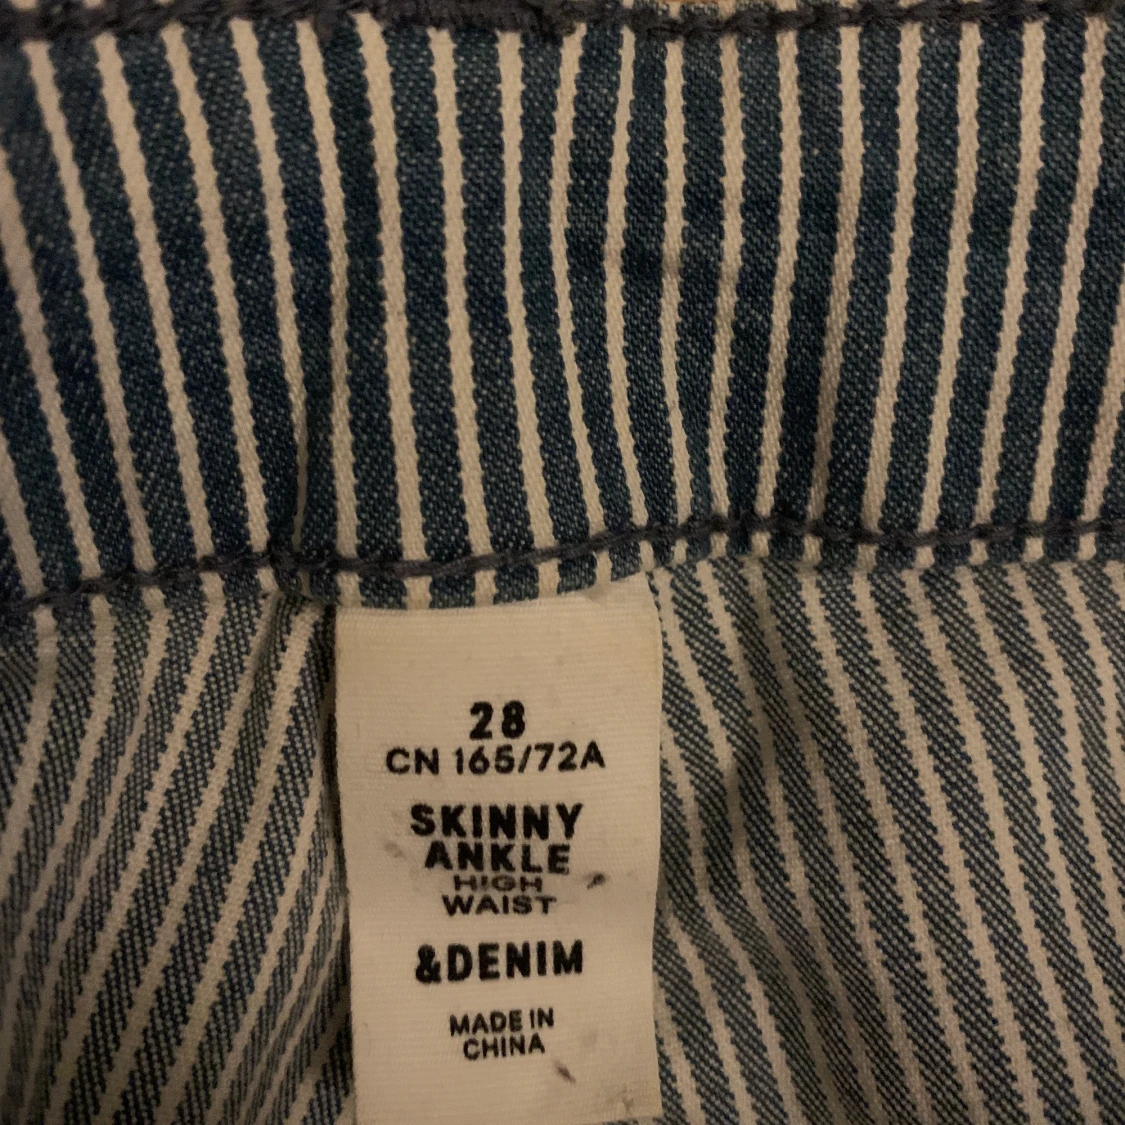 28
CN 165/72A
SKINNY
ANKLE
HIGH
WAIST
&DENIM
MADE IN
CHINA